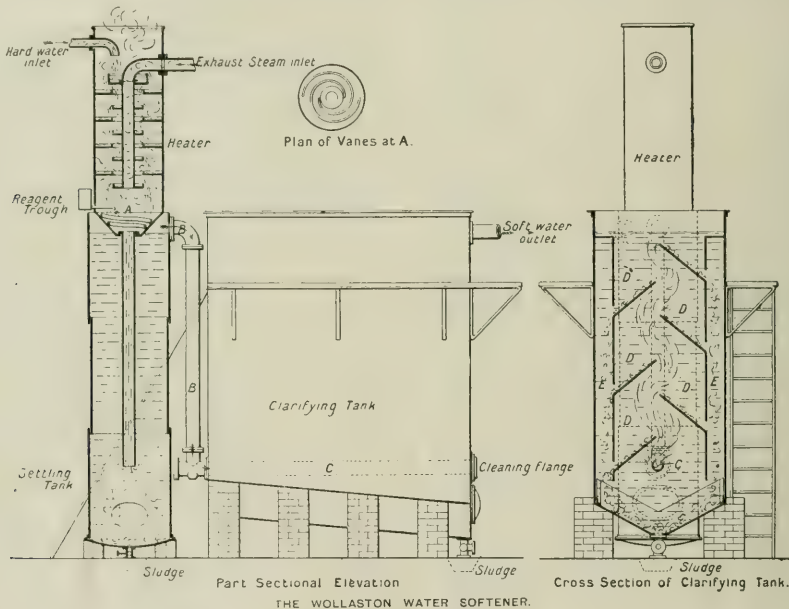 Hard water
inlet
Exhaust Steam inlet
Heater
Plan of Vanes at A.
Reagent
Trough
A
B
B
Soft water
outlet
Clarifying Tank
C
Cleaning flange
Settling
Tank
Sludge
Sludge
Part Sectional Elevation
Heater
D
D
D
D
D
E
E
C
Sludge
Cross Section of Clarifying Tank.
THE WOLLASTON WATER SOFTENER.